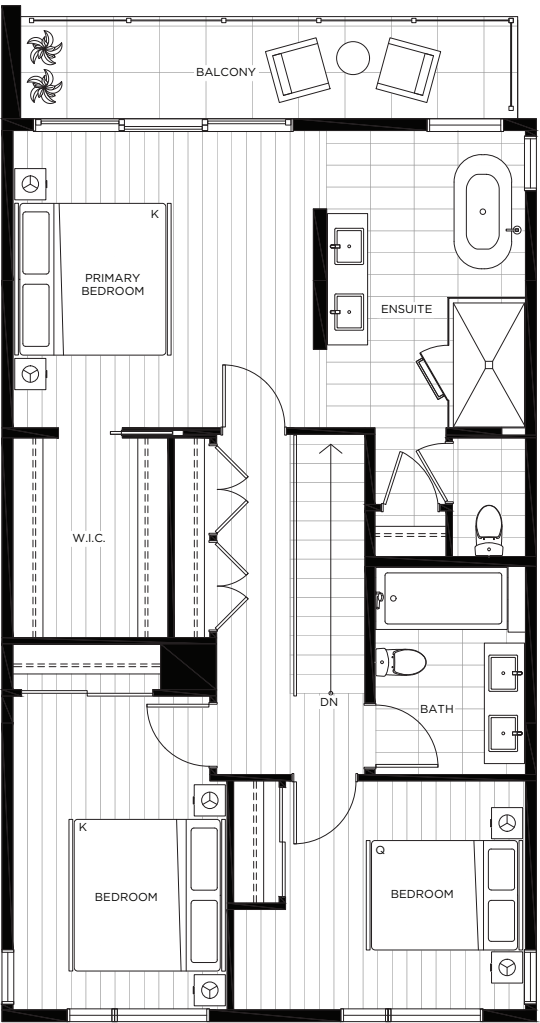 BALCONY
K
PRIMARY
BEDROOM
ENSUITE
W.I.C.
DN
BATH
K
Q
BEDROOM
BEDROOM